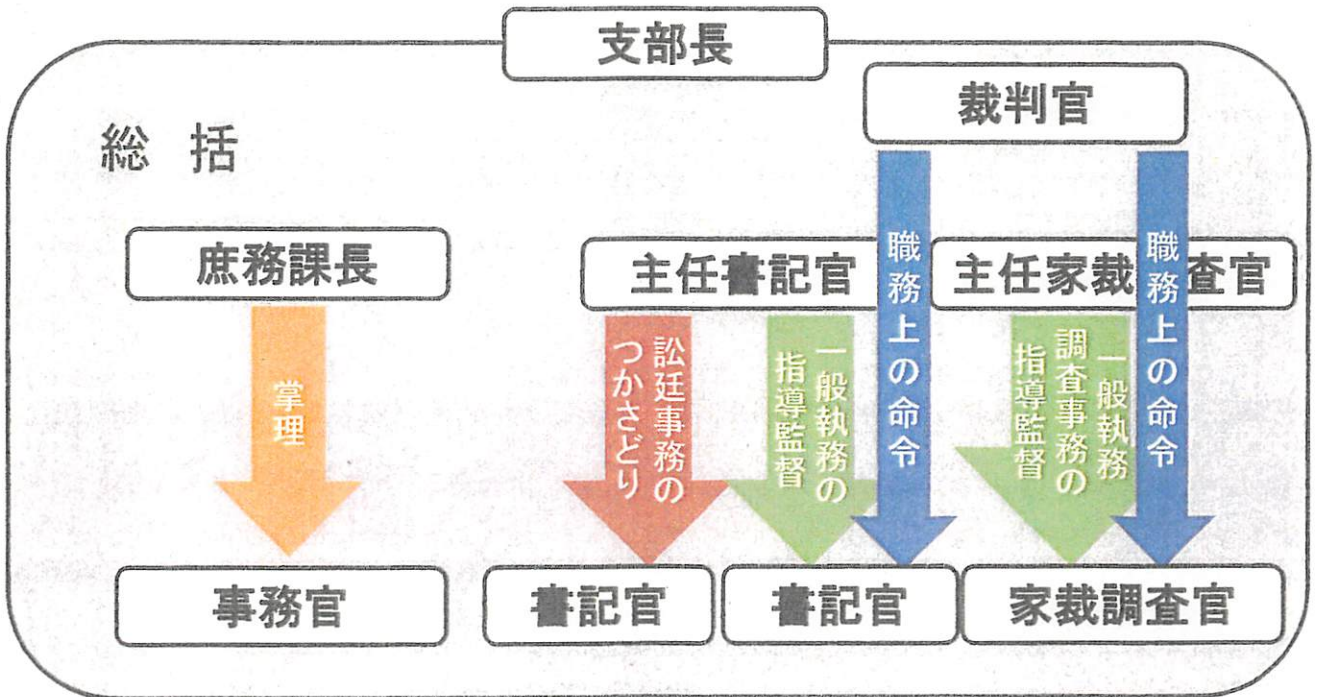 支部長
裁判官
総括
庶務課長
主任書記官
主任家裁 査官
掌理
訟廷事務の
つかさどり
一般執務の
指導監督
職務上の命令
一般執務
調査事務の
指導監督
職務上の命令
事務官
書記官
書記官
家裁調査官